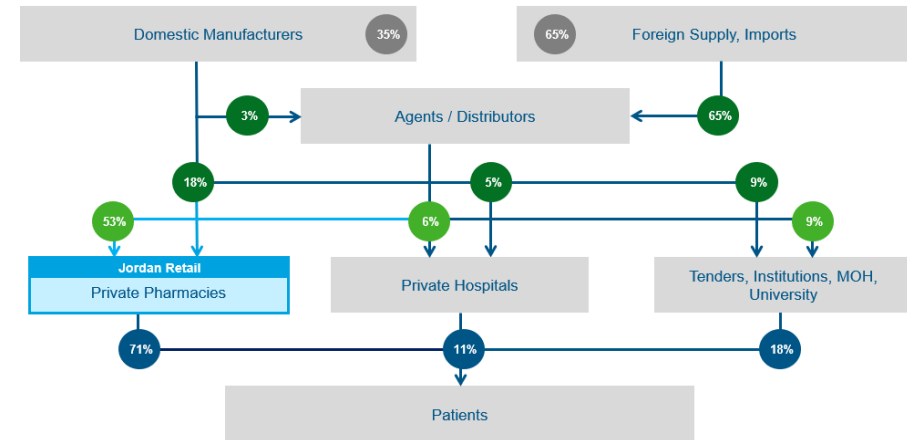 Domestic Manufacturers
35%
65%
Foreign Supply, Imports
3%
Agents / Distributors
65%
18%
5%
9%
53%
6%
9%
Jordan Retail
Private Pharmacies
Private Hospitals
Tenders, Institutions, MOH,
University
71%
11%
18%
Patients